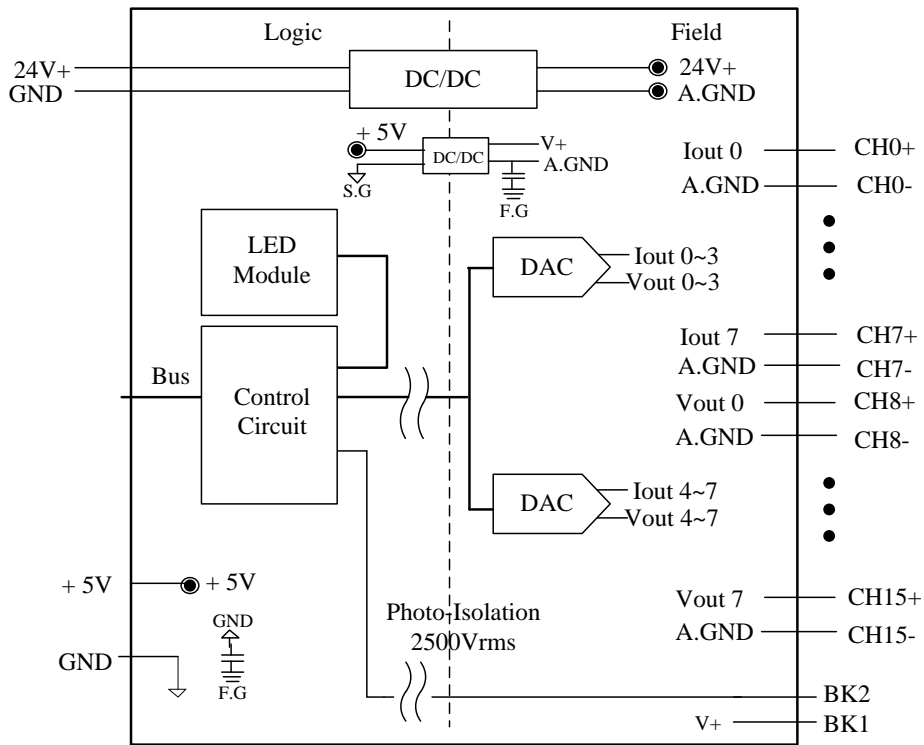 Logic
Field
24V+
GND
DC/DC
24V+
A.GND
+ 5V
S.G
DC/DC
V+
A.GND
F.G
Iout 0
CH0+
A.GND
CH0-
LED
Module
DAC
Iout 0~3
Vout 0~3
Bus
Control
Circuit
Iout 7
CH7+
A.GND
CH7-
Vout 0
CH8+
A.GND
CH8-
DAC
Iout 4~7
Vout 4~7
+ 5V
+ 5V
GND
GND
F.G
Photo-Isolation
2500Vrms
Vout 7
CH15+
A.GND
CH15-
BK2
V+
BK1